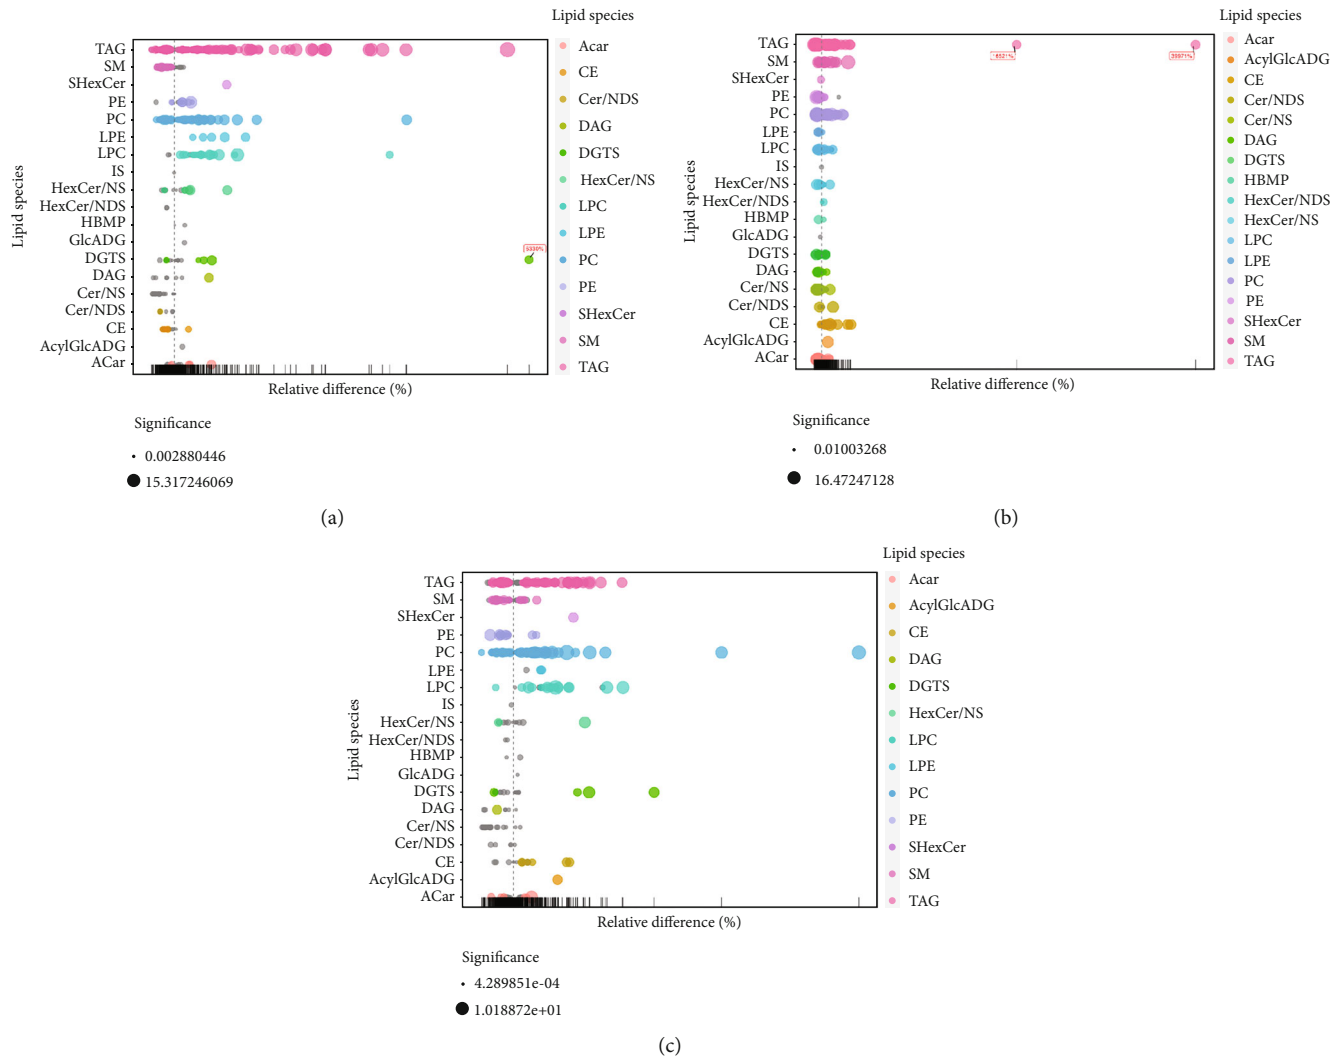 Lipid species
TAG
SM
SHexCer
PE
PC
LPE
LPC
IS
HexCer/NS
HexCer/NDS
HBMP
GlcADG
DGTS
DAG
Cer/NS
Cer/NDS
CE
AcylGlcADG
ACar
Lipid species
5330%
Relative difference (%)
Acar
CE
Cer/NDS
DAG
DGTS
HexCer/NS
LPC
LPE
PC
PE
SHexCer
SM
TAG
Significance
0.002880446
15.317246069
(a)
Lipid species
TAG
SM
SHexCer
PE
PC
LPE
LPC
IS
HexCer/NS
HexCer/NDS
HBMP
GlcADG
DGTS
DAG
Cer/NS
Cer/NDS
CE
AcylGlcADG
ACar
Lipid species
39971%
Relative difference (%)
Acar
AcylGlcADG
CE
Cer/NDS
Cer/NS
DAG
DGTS
HBMP
HexCer/NDS
HexCer/NS
LPC
LPE
PC
PE
SHexCer
SM
TAG
Significance
0.01003268
16.47247128
(b)
Lipid species
TAG
SM
SHexCer
PE
PC
LPE
LPC
IS
HexCer/NS
HexCer/NDS
HBMP
GlcADG
DGTS
DAG
Cer/NS
Cer/NDS
CE
AcylGlcADG
ACar
Lipid species
Relative difference (%)
Acar
AcylGlcADG
CE
DAG
DGTS
HexCer/NS
LPC
LPE
PC
PE
SHexCer
SM
TAG
Significance
4.289851e-04
1.018872e+01
(c)